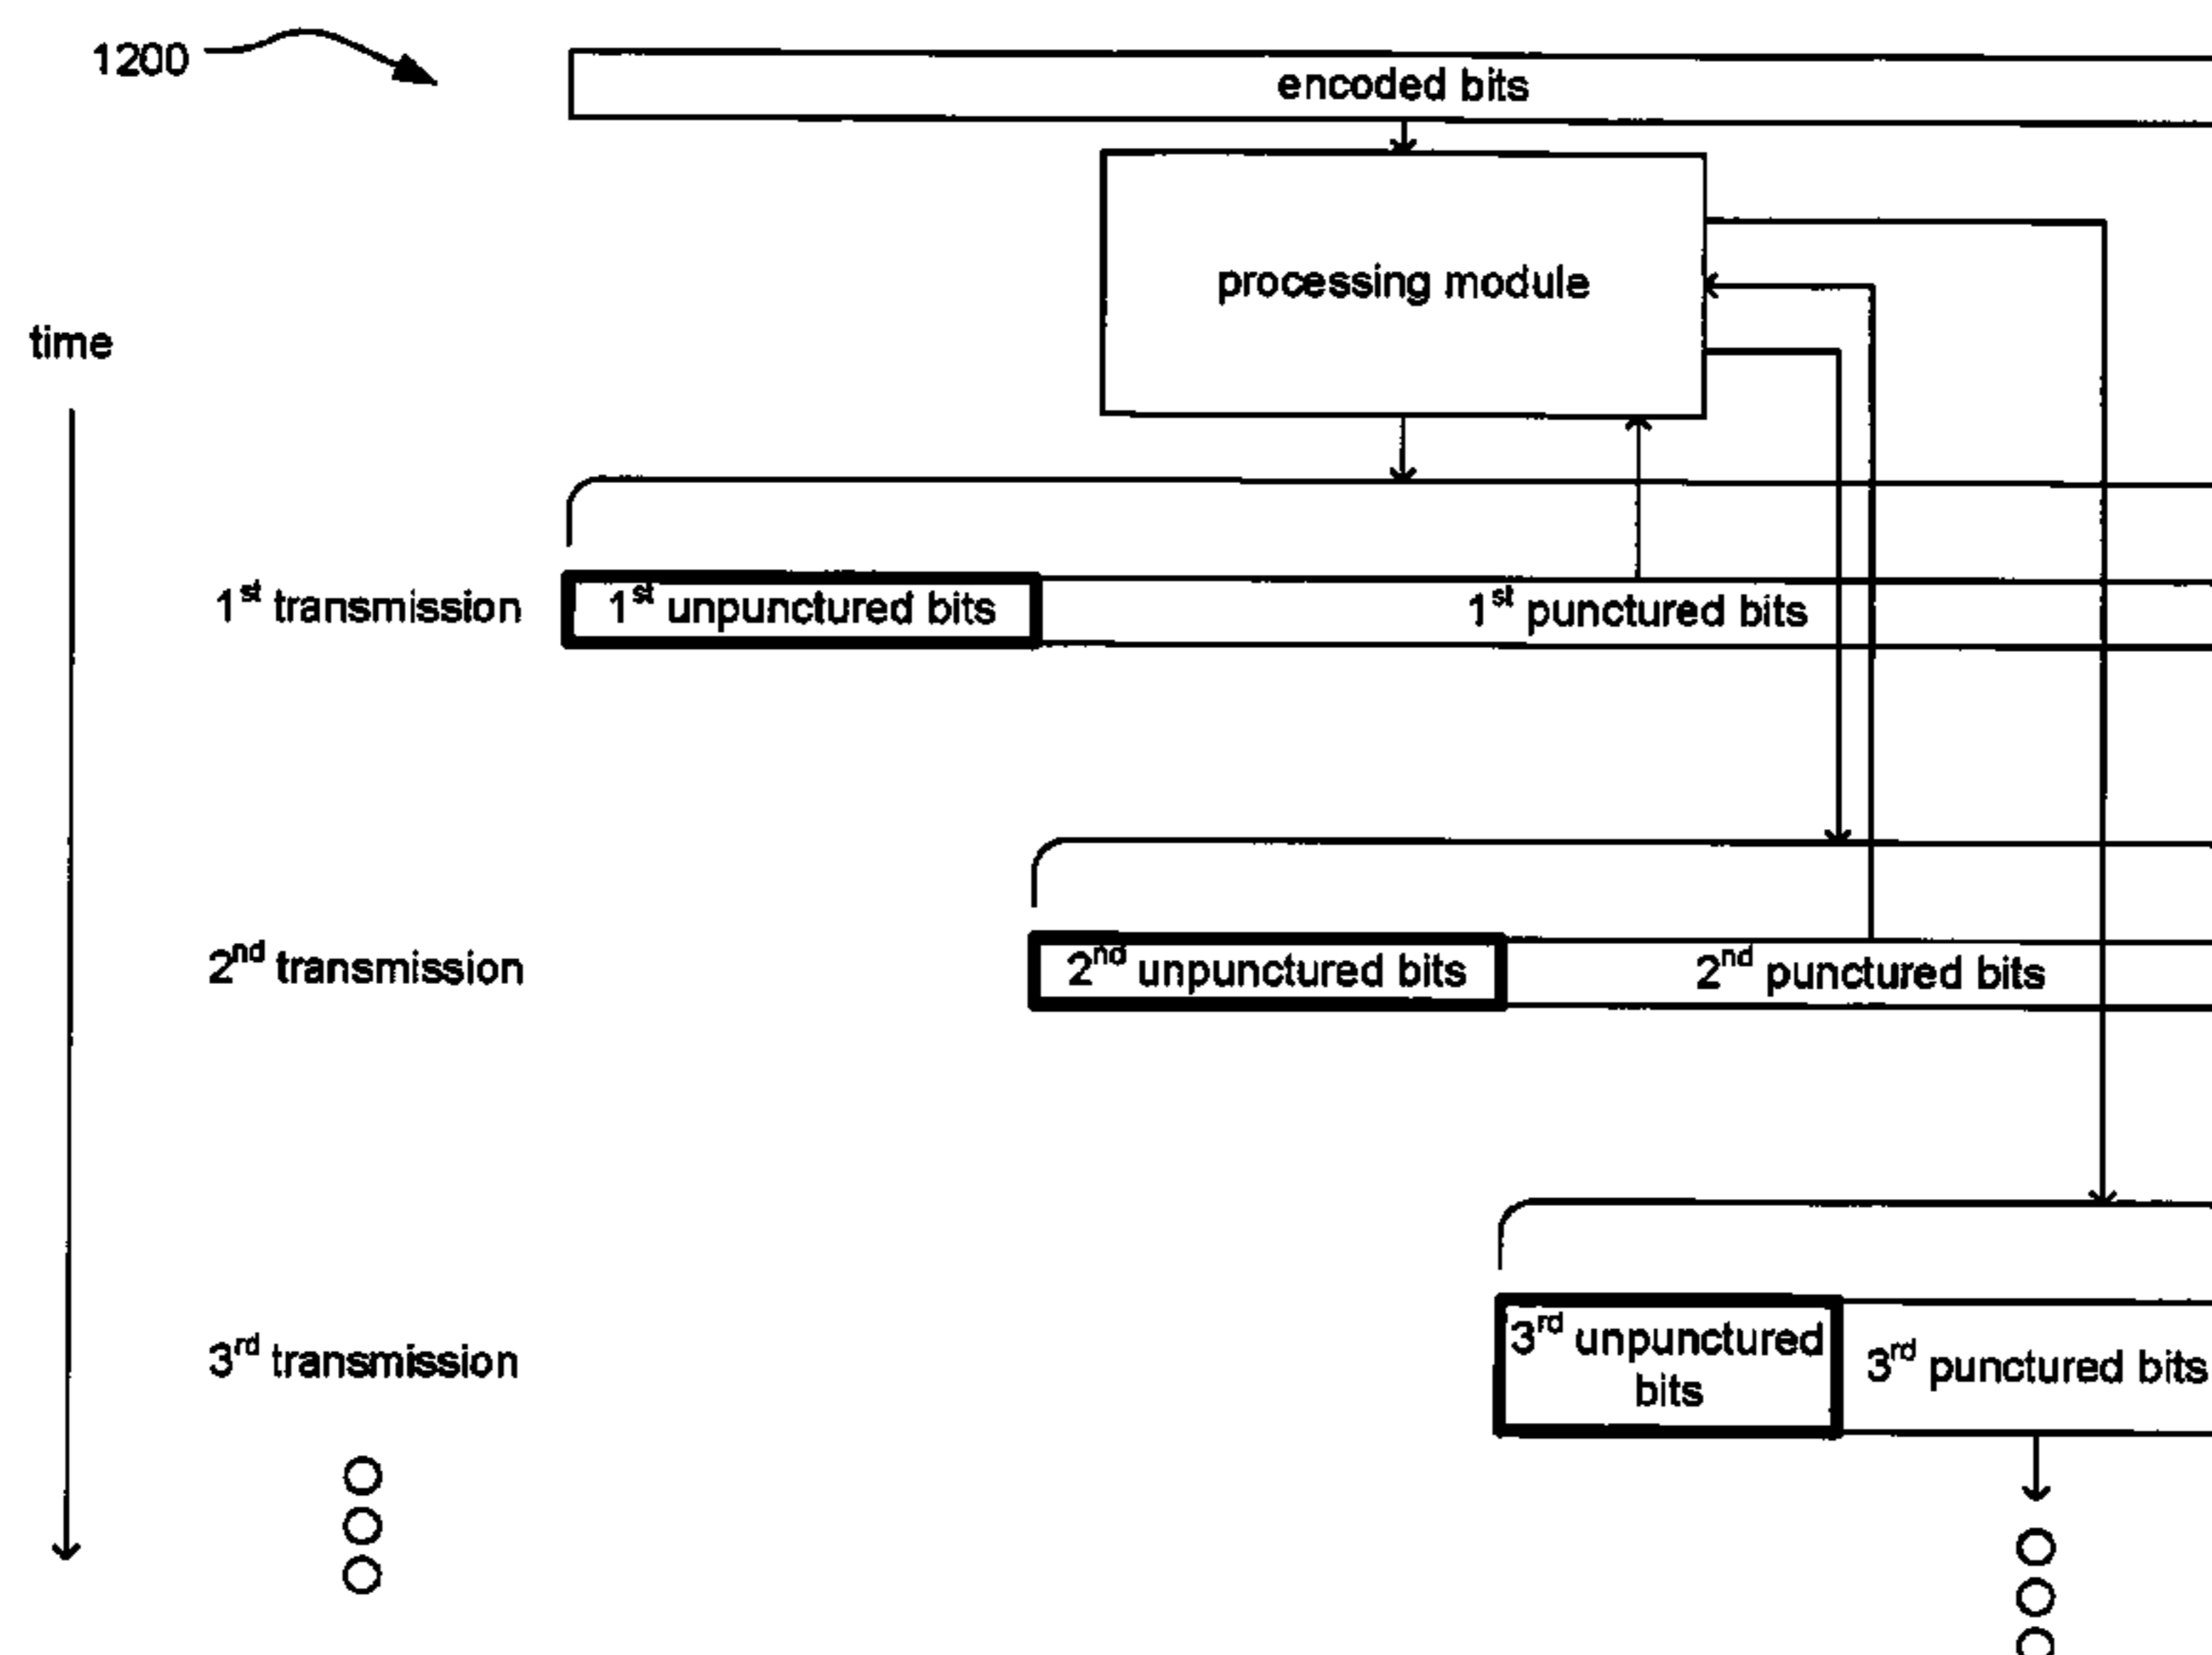 1200
encoded bits
processing module
time
1st transmission
1st unpunctured bits
1st punctured bits
2nd transmission
2nd unpunctured bits
2nd punctured bits
3rd transmission
3rd unpunctured
bits
3rd punctured bits